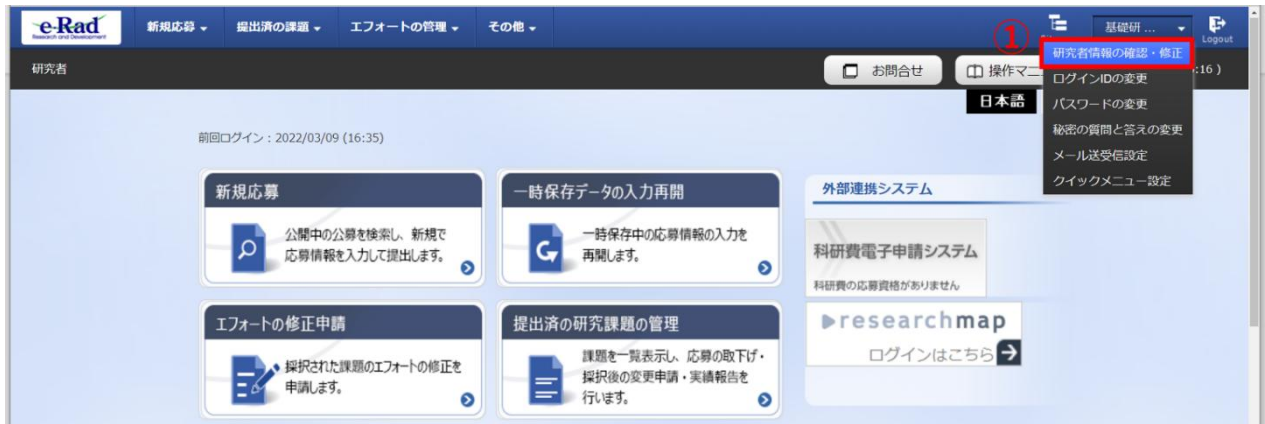 e-Rad
Research and Development
新規応募
提出済の課題
エフォートの管理
その他
基礎研 ...
Logout
①
研究者
お問合せ
操作マニ
:16 )
研究者情報の確認・修正
ログインIDの変更
パスワードの変更
秘密の質問と答えの変更
メール送受信設定
クイックメニュー設定
日本語
前回ログイン：2022/03/09 (16:35)
新規応募
公開中の公募を検索し、新規で
応募情報を入力して提出します。
一時保存データの入力再開
一時保存中の応募情報の入力を
再開します。
エフォートの修正申請
採択された課題のエフォートの修正を
申請します。
提出済の研究課題の管理
課題を一覧表示し、応募の取下げ・
採択後の変更申請・実績報告を
行います。
外部連携システム
科研費電子申請システム
科研費の応募資格がありません
researchmap
ログインはこちら